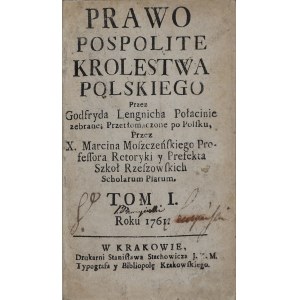 PRAWO
POSPOLITE
KROLESTWA
POLSKIEGO
Przez
Godfryda Lengnicha Połacinie
zebrane; Przetłomaczone po Polsku,
Przez
X. Marcina Moszczeńskiego Pro-
fessora Retoryki y Prefekta
Szkoł Rzeszowskich
Scholarum Piarum.
TOM I.
Roku 1761.
W KRAKOWIE,
Drukarni Stanisława Stachowicza J. K. M.
Typografa y Bibliopolę Krakowskiego.